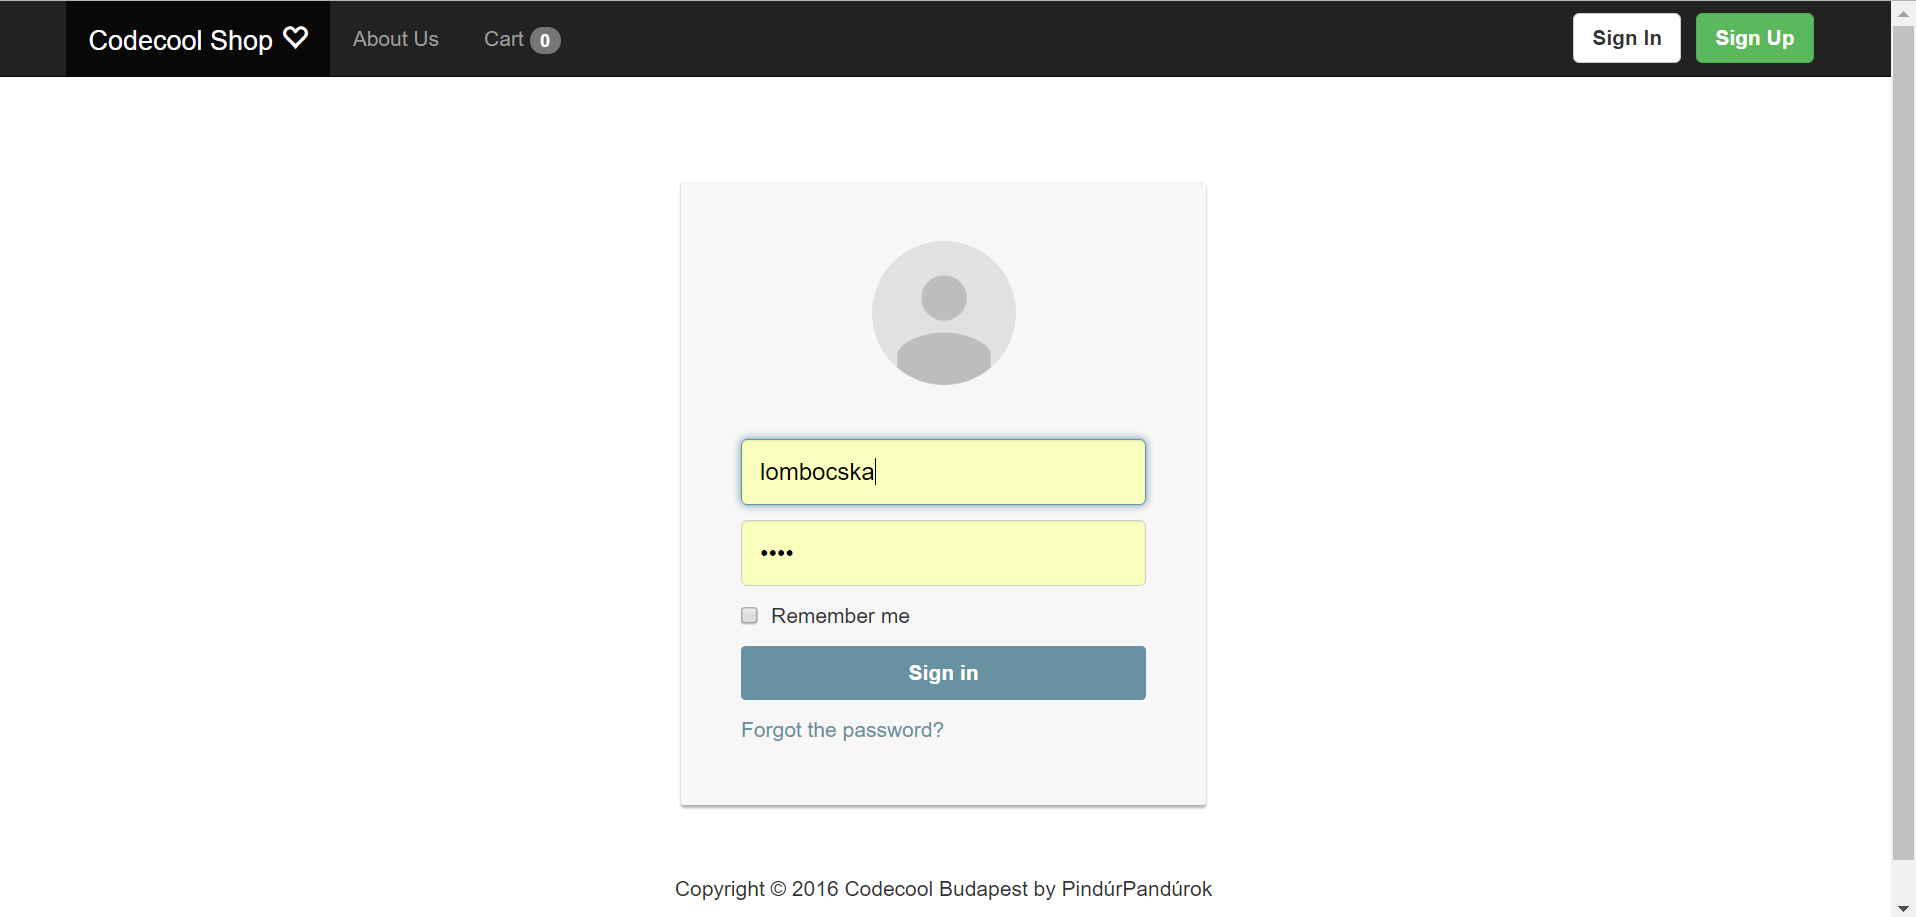 Codecool Shop ♡ About Us Cart 0 Sign In Sign Up
lombocska
••••
Remember me
Sign in
Forgot the password?
Copyright © 2016 Codecool Budapest by PindúrPandúrok